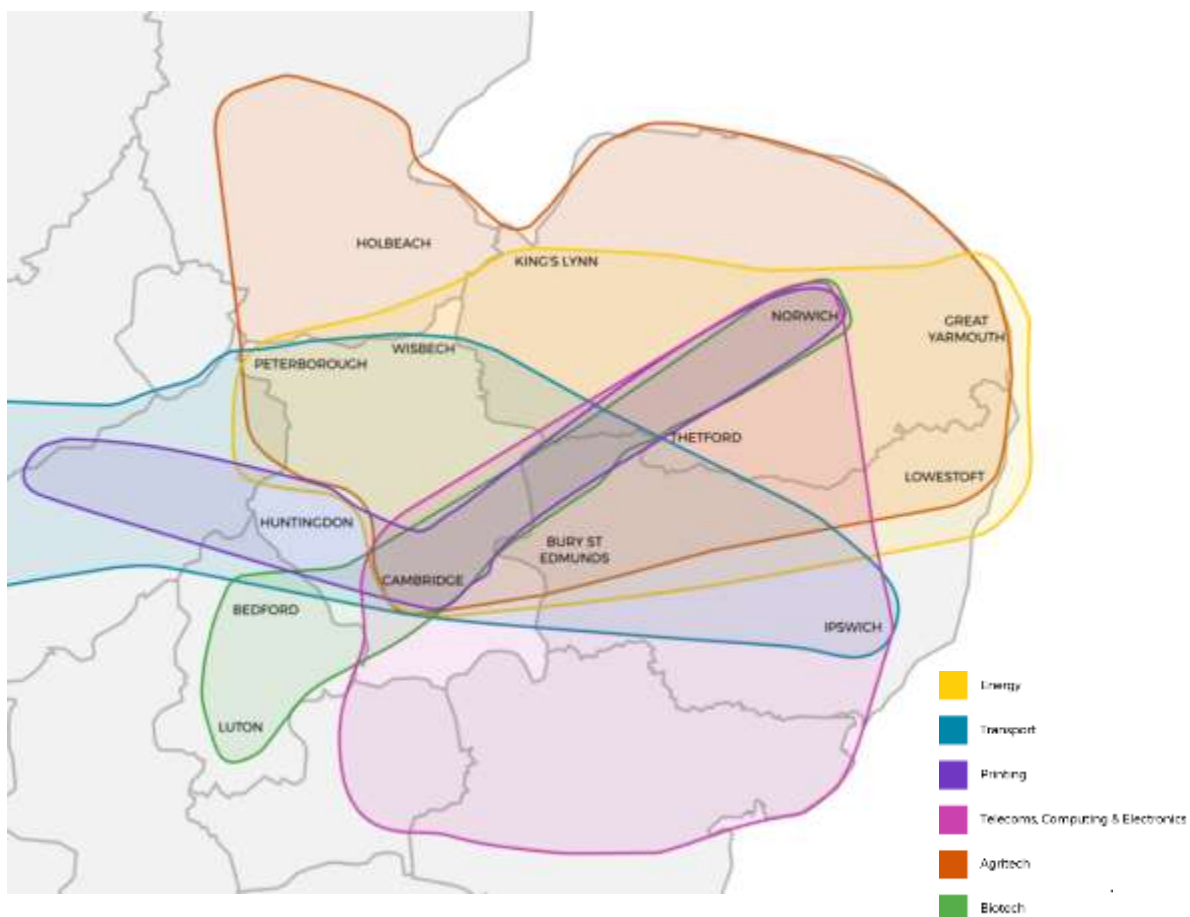 HOLBEACH
KING'S LYNN
NORWICH
GREAT
YARMOUTH
WISBECH
PETERBOROUGH
THETFORD
LOWESTOFT
HUNTINGDON
BURY ST
EDMUNDS
CAMBRIDGE
BEDFORD
IPSWICH
LUTON
Energy
Transport
Printing
Telecoms, Computing & Electronics
Agritech
Biotech